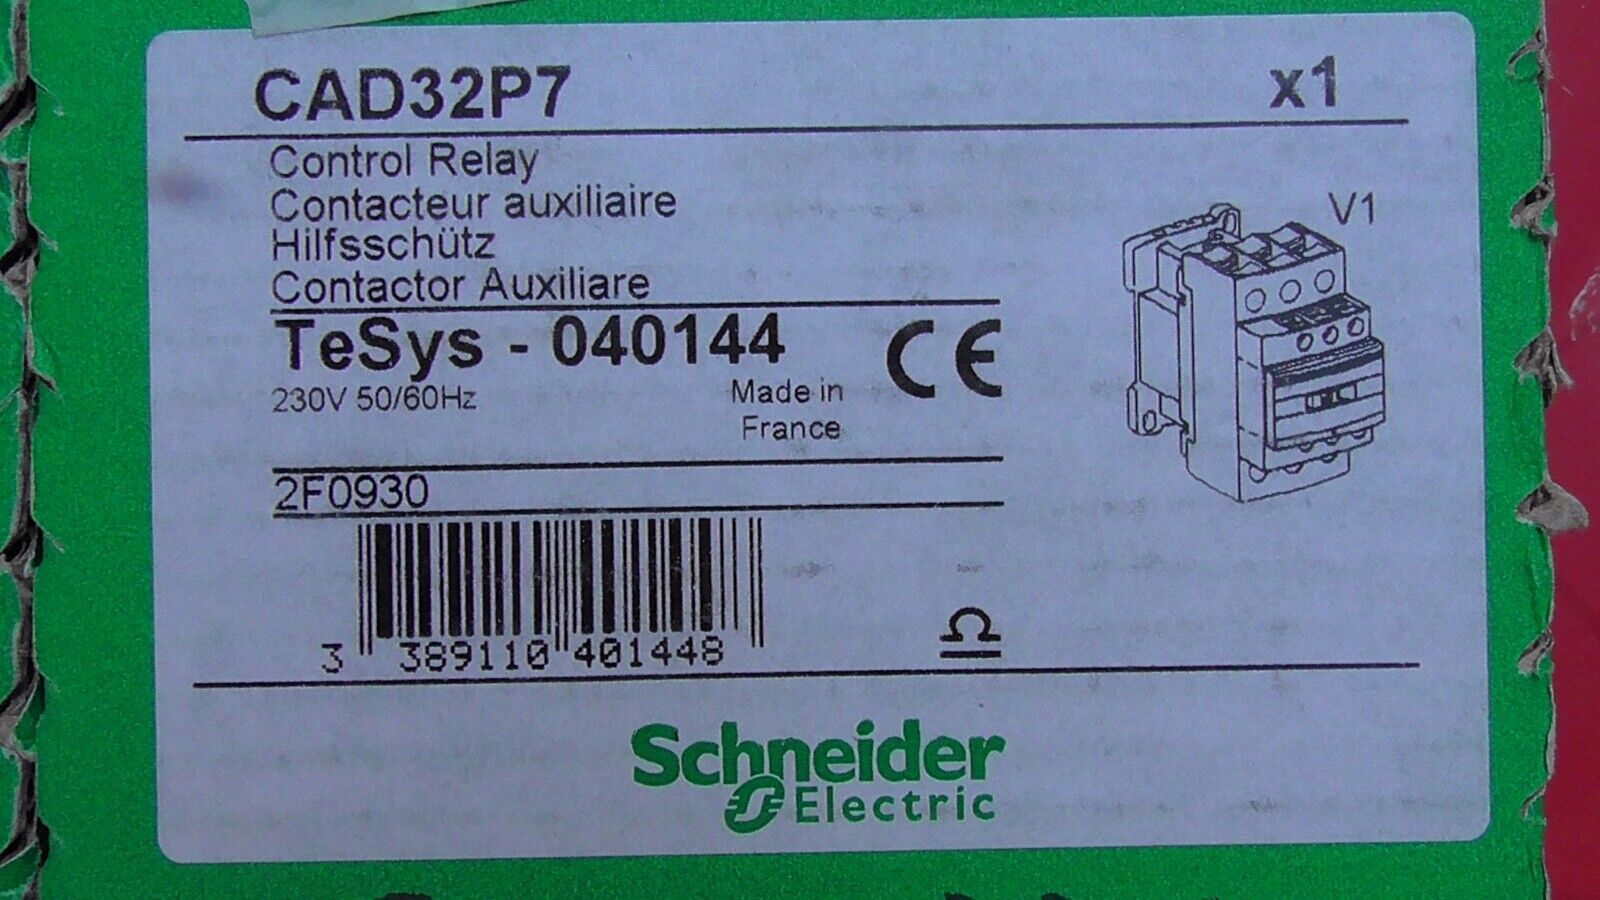 CAD32P7 x1
Control Relay
Contacteur auxiliaire
Hilfsschütz
Contactor Auxiliare
V1
TeSys - 040144
CE
230V 50/60Hz
Made in
France
2F0930
3 389110 401448
Schneider
Electric